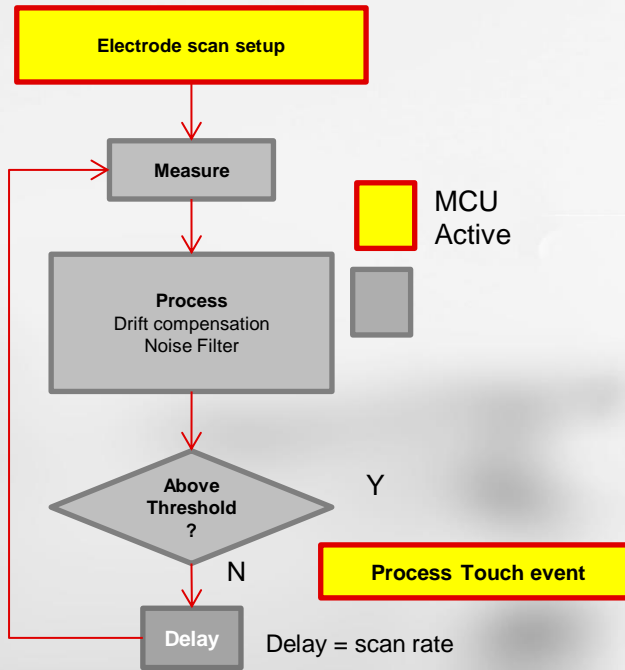 Electrode scan setup
Measure
MCU
Active
Process
Drift compensation
Noise Filter
Above
Threshold
?
Y
N
Process Touch event
Delay
Delay = scan rate